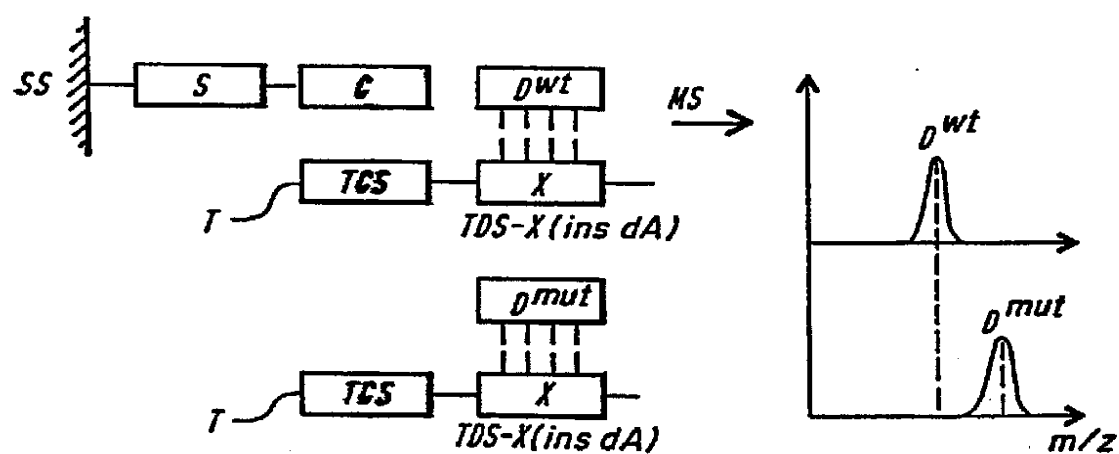 SS
S
C
D^wt
MS
D^wt
T
TCS
X
TDS-X(ins dA)
D^mut
D^mut
T
TCS
X
TDS-X(ins dA)
m/z